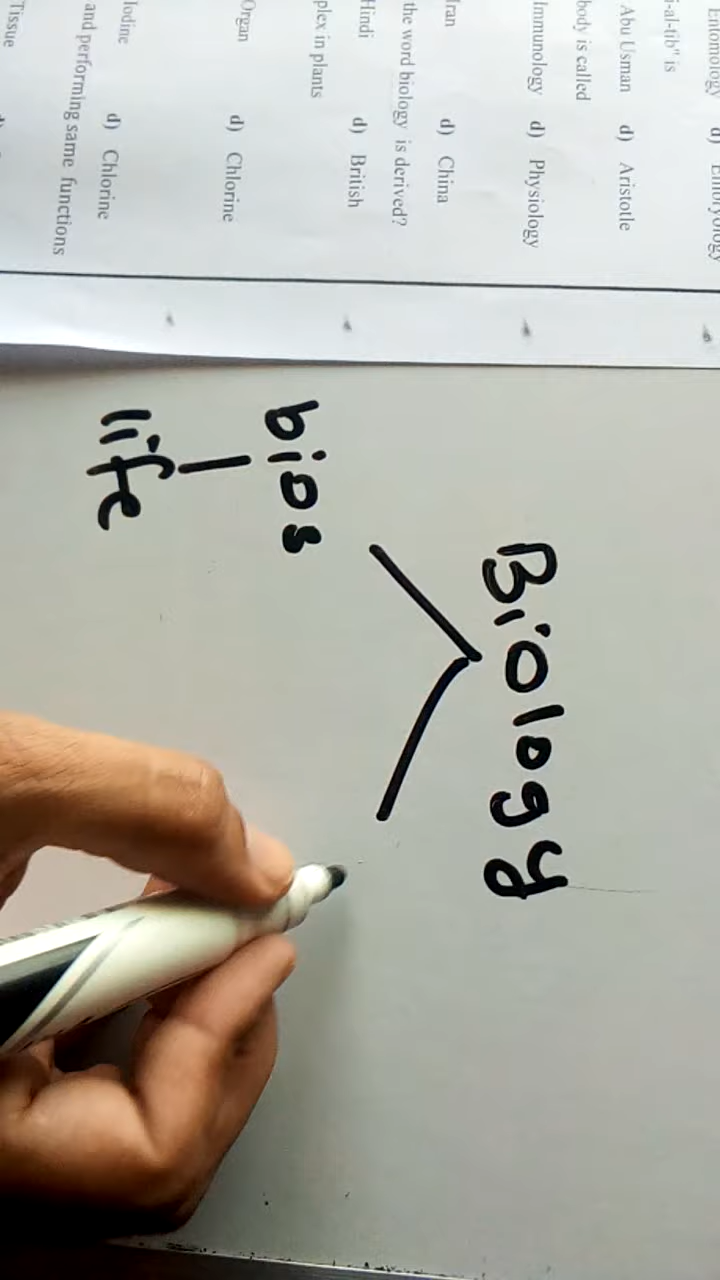 i-al-tib" is
Abu Usman d) Aristotle
body is called
Immunology d) Physiology
Iran d) China
the word biology is derived?
Hindi d) British
plex in plants
Organ d) Chlorine
Iodine d) Chlorine
and performing same functions
Tissue
Biology
bios
life